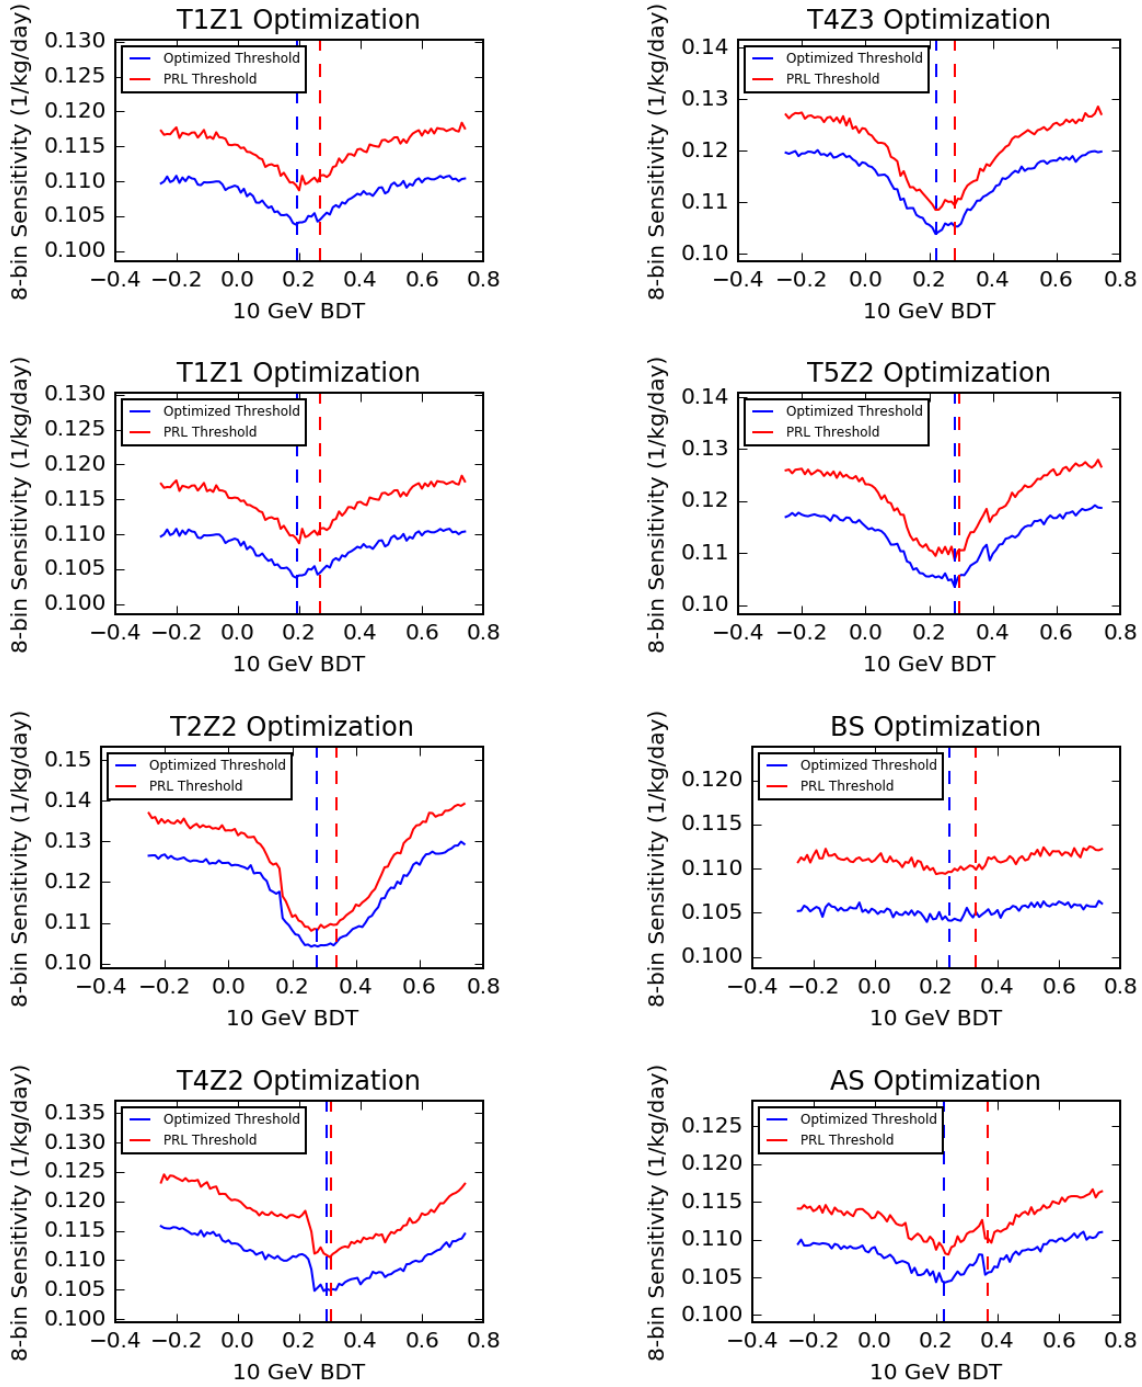 T1Z1 Optimization
8-bin Sensitivity (1/kg/day)
0.130
0.125
0.120
0.115
0.110
0.105
0.100
Optimized Threshold
PRL Threshold
−0.4 −0.2 0.0 0.2 0.4 0.6 0.8
10 GeV BDT
T4Z3 Optimization
8-bin Sensitivity (1/kg/day)
0.14
0.13
0.12
0.11
0.10
Optimized Threshold
PRL Threshold
−0.4 −0.2 0.0 0.2 0.4 0.6 0.8
10 GeV BDT
T1Z1 Optimization
8-bin Sensitivity (1/kg/day)
0.130
0.125
0.120
0.115
0.110
0.105
0.100
Optimized Threshold
PRL Threshold
−0.4 −0.2 0.0 0.2 0.4 0.6 0.8
10 GeV BDT
T5Z2 Optimization
8-bin Sensitivity (1/kg/day)
0.14
0.13
0.12
0.11
0.10
Optimized Threshold
PRL Threshold
−0.4 −0.2 0.0 0.2 0.4 0.6 0.8
10 GeV BDT
T2Z2 Optimization
8-bin Sensitivity (1/kg/day)
0.15
0.14
0.13
0.12
0.11
0.10
Optimized Threshold
PRL Threshold
−0.4 −0.2 0.0 0.2 0.4 0.6 0.8
10 GeV BDT
BS Optimization
8-bin Sensitivity (1/kg/day)
0.120
0.115
0.110
0.105
0.100
Optimized Threshold
PRL Threshold
−0.4 −0.2 0.0 0.2 0.4 0.6 0.8
10 GeV BDT
T4Z2 Optimization
8-bin Sensitivity (1/kg/day)
0.135
0.130
0.125
0.120
0.115
0.110
0.105
0.100
Optimized Threshold
PRL Threshold
−0.4 −0.2 0.0 0.2 0.4 0.6 0.8
10 GeV BDT
AS Optimization
8-bin Sensitivity (1/kg/day)
0.125
0.120
0.115
0.110
0.105
0.100
Optimized Threshold
PRL Threshold
−0.4 −0.2 0.0 0.2 0.4 0.6 0.8
10 GeV BDT